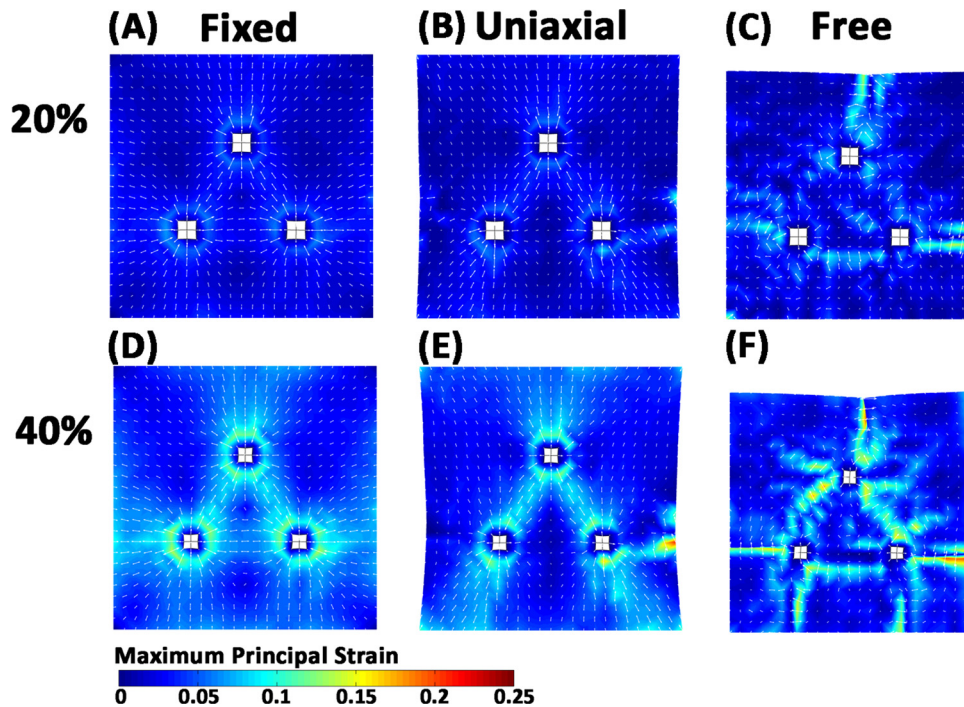 (A) Fixed (B) Uniaxial (C) Free
20%
(D) (E) (F)
40%
Maximum Principal Strain
0 0.05 0.1 0.15 0.2 0.25